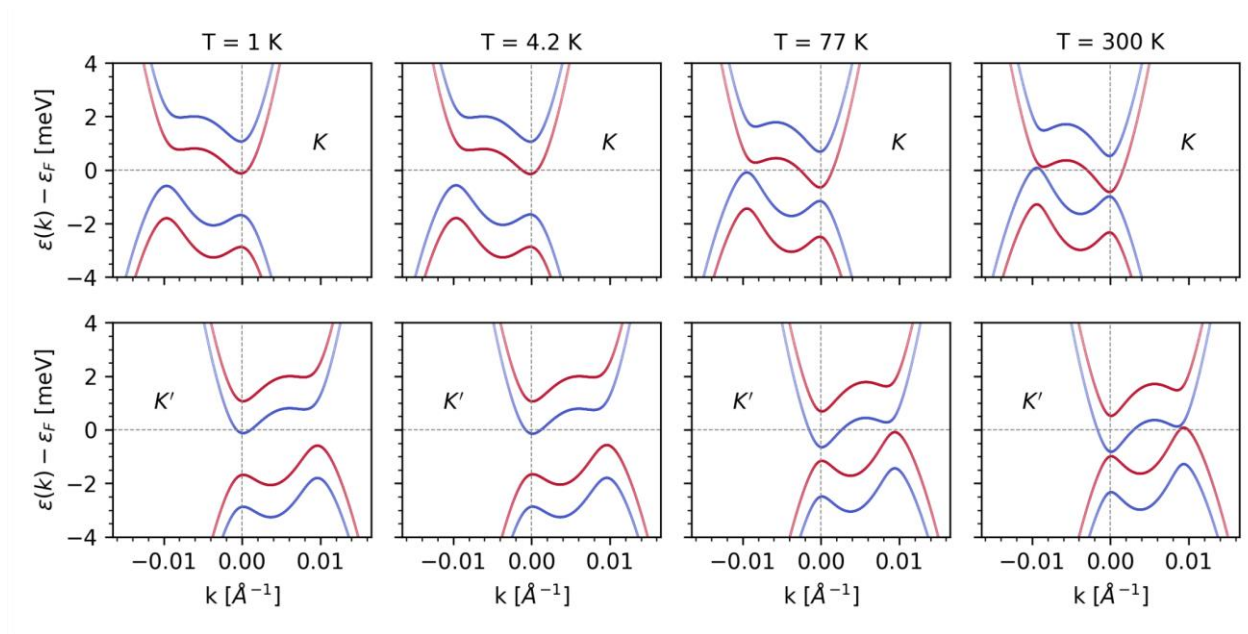 T = 1 K T = 4.2 K T = 77 K T = 300 K
4 2 0 −2 −4
ε(k) − ε_F [meV]
K K K K
4 2 0 −2 −4
ε(k) − ε_F [meV]
K′ K′ K′ K′
−0.01 0.00 0.01 −0.01 0.00 0.01 −0.01 0.00 0.01 −0.01 0.00 0.01
k [Å⁻¹] k [Å⁻¹] k [Å⁻¹] k [Å⁻¹]